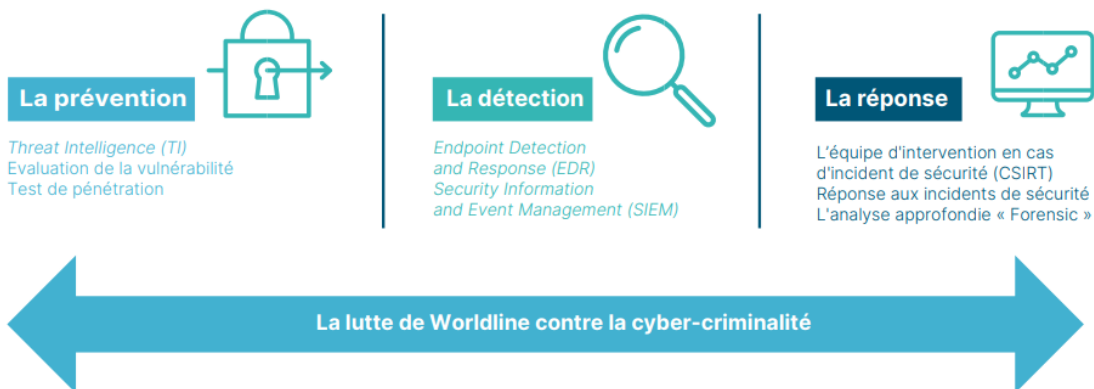 La prévention
Threat Intelligence (TI)
Evaluation de la vulnérabilité
Test de pénétration
La détection
Endpoint Detection
and Response (EDR)
Security Information
and Event Management (SIEM)
La réponse
L'équipe d'intervention en cas
d'incident de sécurité (CSIRT)
Réponse aux incidents de sécurité
L'analyse approfondie « Forensic »
La lutte de Worldline contre la cyber-criminalité